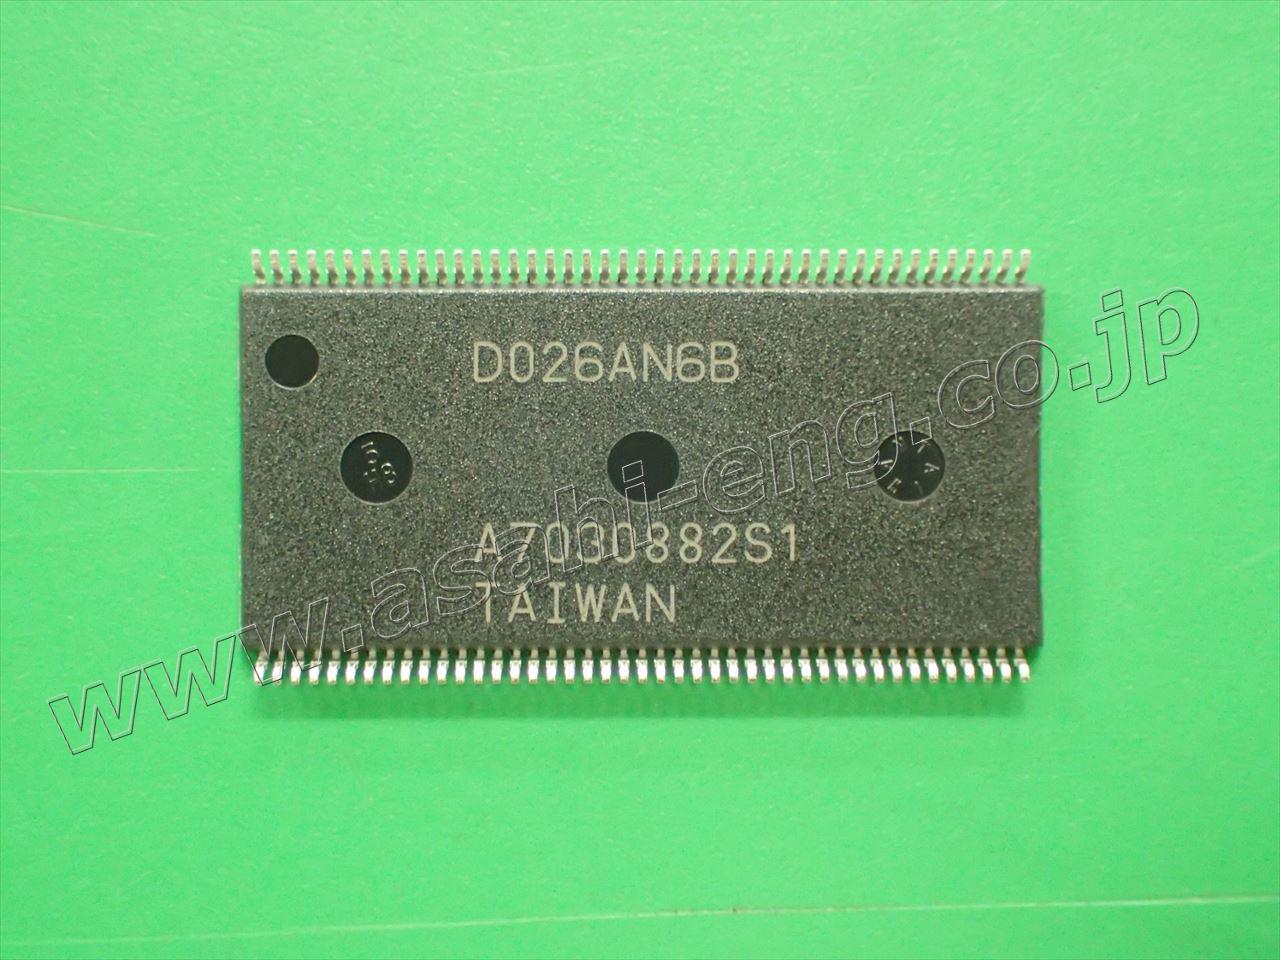 D026AN6B
A7030882S1
TAIWAN
www.asahi-eng.co.jp